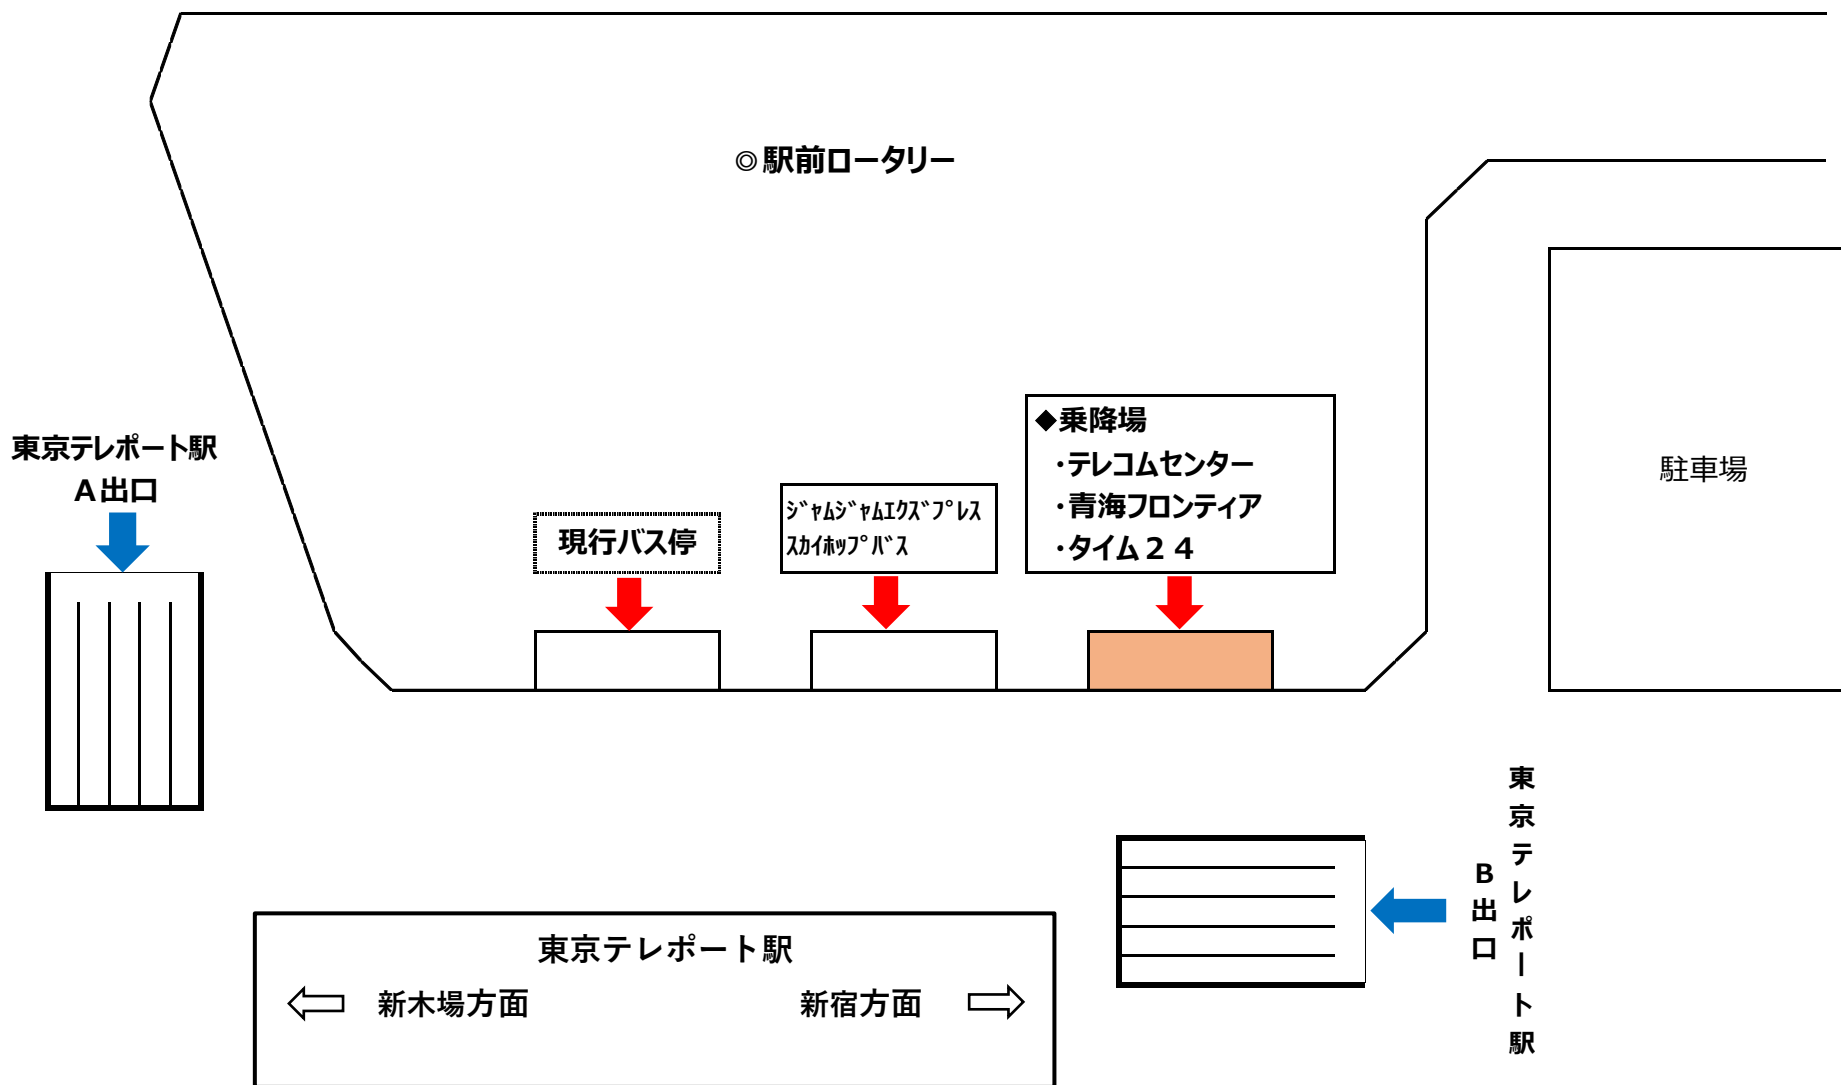 ◎駅前ロータリー
東京テレポート駅
A出口
現行バス停
ｼﾞｬﾑｼﾞｬﾑｴｸｽﾞﾌﾟﾚｽ
ｽｶｲﾎｯﾌﾟﾊﾞｽ
◆乗降場
・テレコムセンター
・青海フロンティア
・タイム２４
駐車場
東京テレポート駅
B出口
東京テレポート駅
新木場方面
新宿方面